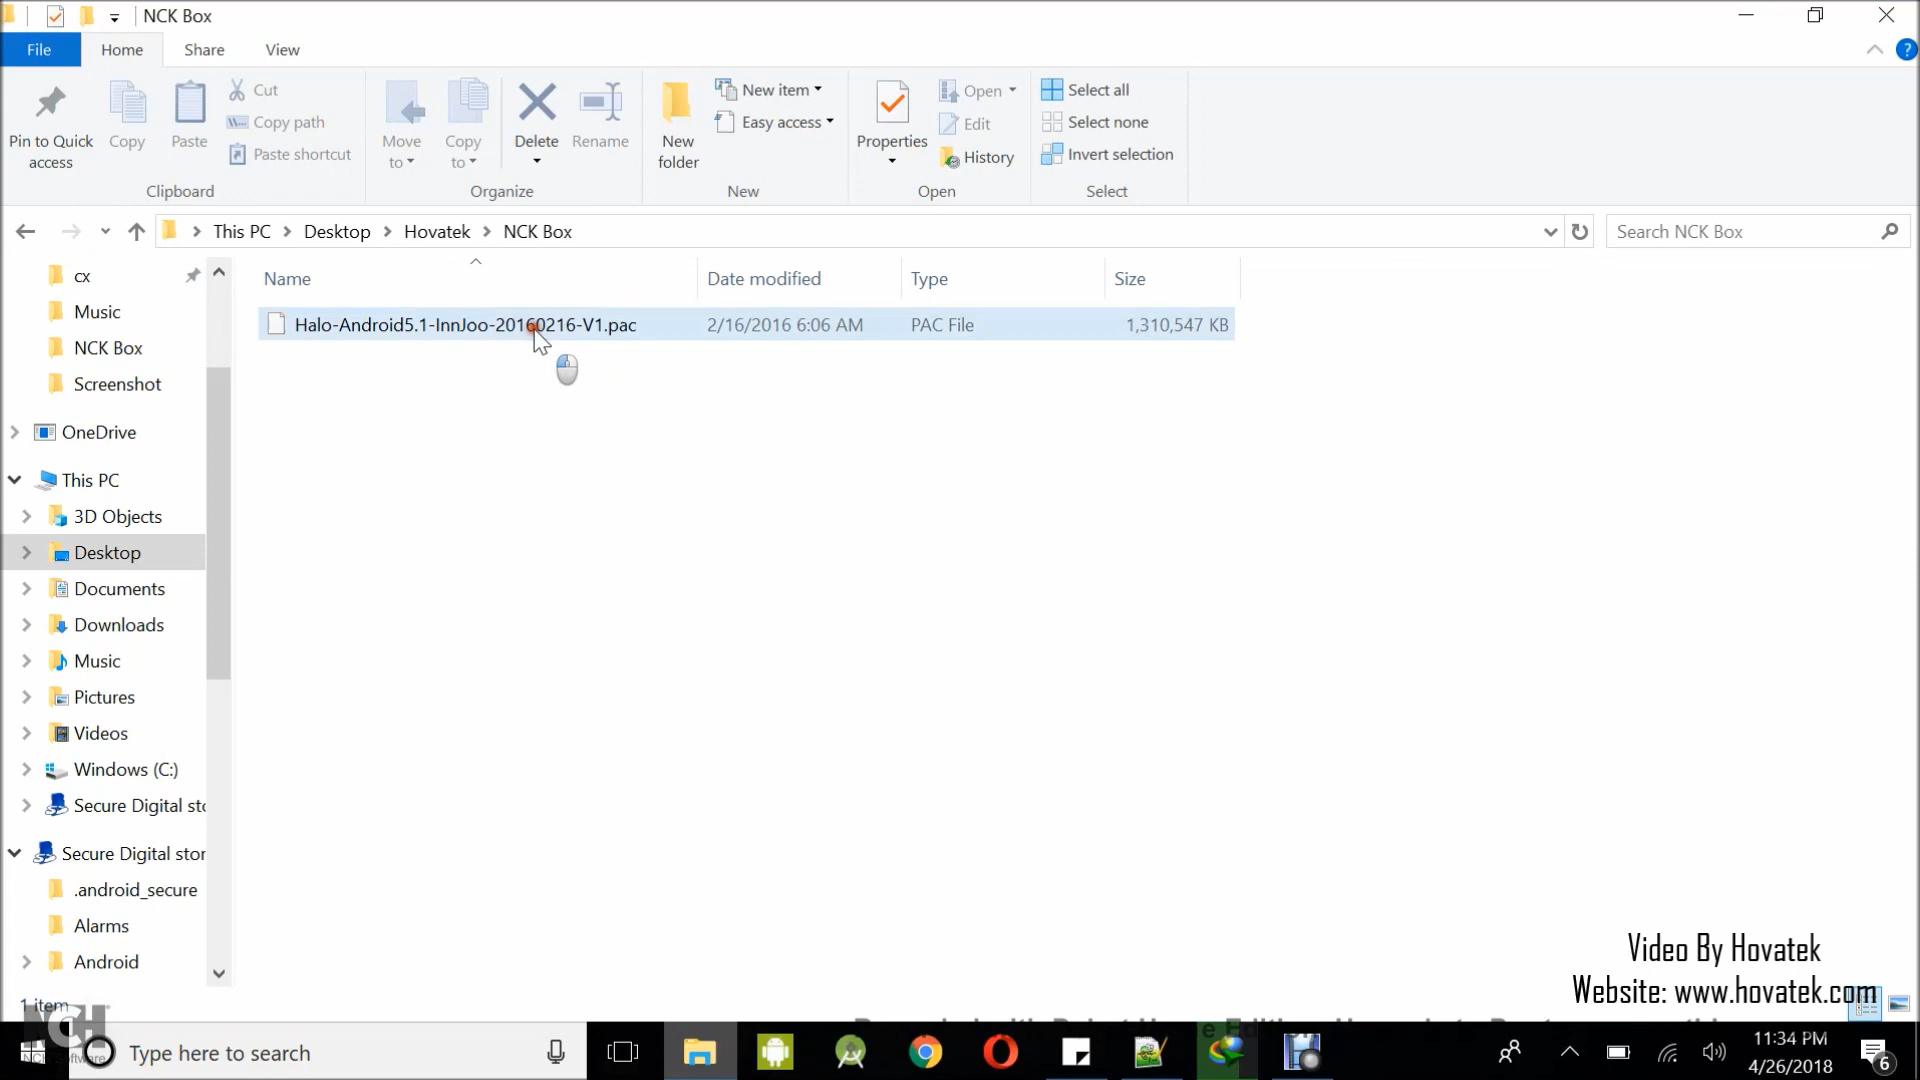 NCK Box
File
Home
Share
View
Pin to Quick access
Copy
Paste
Cut
Copy path
Paste shortcut
Clipboard
Move to
Copy to
Delete
Rename
Organize
New folder
New item
Easy access
New
Properties
Open
Edit
History
Open
Select all
Select none
Invert selection
Select
This PC
Desktop
Hovatek
NCK Box
Search NCK Box
Name
Date modified
Type
Size
Halo-Android5.1-InnJoo-20160216-V1.pac
2/16/2016 6:06 AM
PAC File
1,310,547 KB
cx
Music
NCK Box
Screenshot
OneDrive
This PC
3D Objects
Desktop
Documents
Downloads
Music
Pictures
Videos
Windows (C:)
Secure Digital sto
Secure Digital stor
.android_secure
Alarms
Android
1 item
Video By Hovatek
Website: www.hovatek.com
NCH Software
Type here to search
11:34 PM
4/26/2018
6